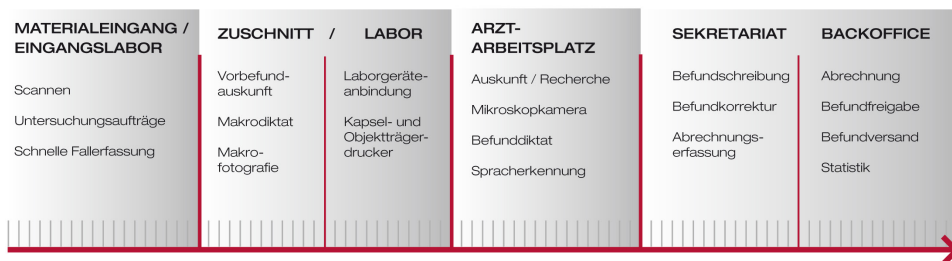 MATERIALEINGANG /
EINGANGSLABOR
Scannen
Untersuchungsaufträge
Schnelle Fallerfassung
ZUSCHNITT / LABOR
Vorbefund-
auskunft
Makrodiktat
Makro-
fotografie
Laborgeräte-
anbindung
Kapsel- und
Objektträger-
drucker
ARZT-
ARBEITSPLATZ
Auskunft / Recherche
Mikroskopkamera
Befunddiktat
Spracherkennung
SEKRETARIAT
Befundschreibung
Befundkorrektur
Abrechnungs-
erfassung
BACKOFFICE
Abrechnung
Befundfreigabe
Befundversand
Statistik